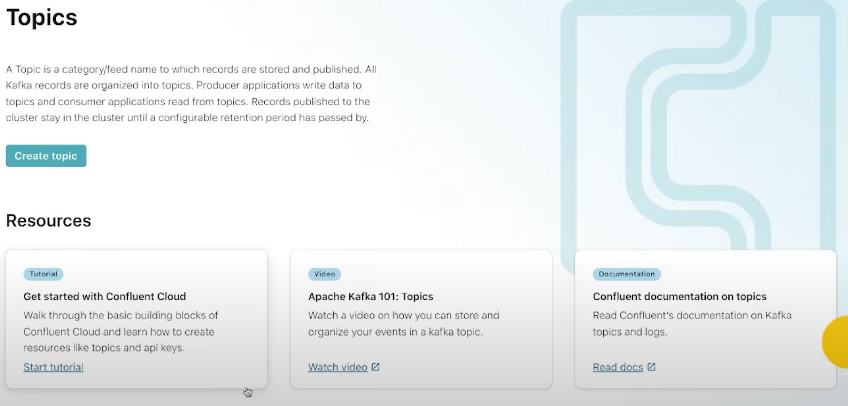 Topics
A Topic is a category/feed name to which records are stored and published. All
Kafka records are organized into topics. Producer applications write data to
topics and consumer applications read from topics. Records published to the
cluster stay in the cluster until a configurable retention period has passed by.
Create topic
Resources
Tutorial
Get started with Confluent Cloud
Walk through the basic building blocks of
Confluent Cloud and learn how to create
resources like topics and api keys.
Start tutorial
Video
Apache Kafka 101: Topics
Watch a video on how you can store and
organize your events in a kafka topic.
Watch video
Documentation
Confluent documentation on topics
Read Confluent's documentation on Kafka
topics and logs.
Read docs